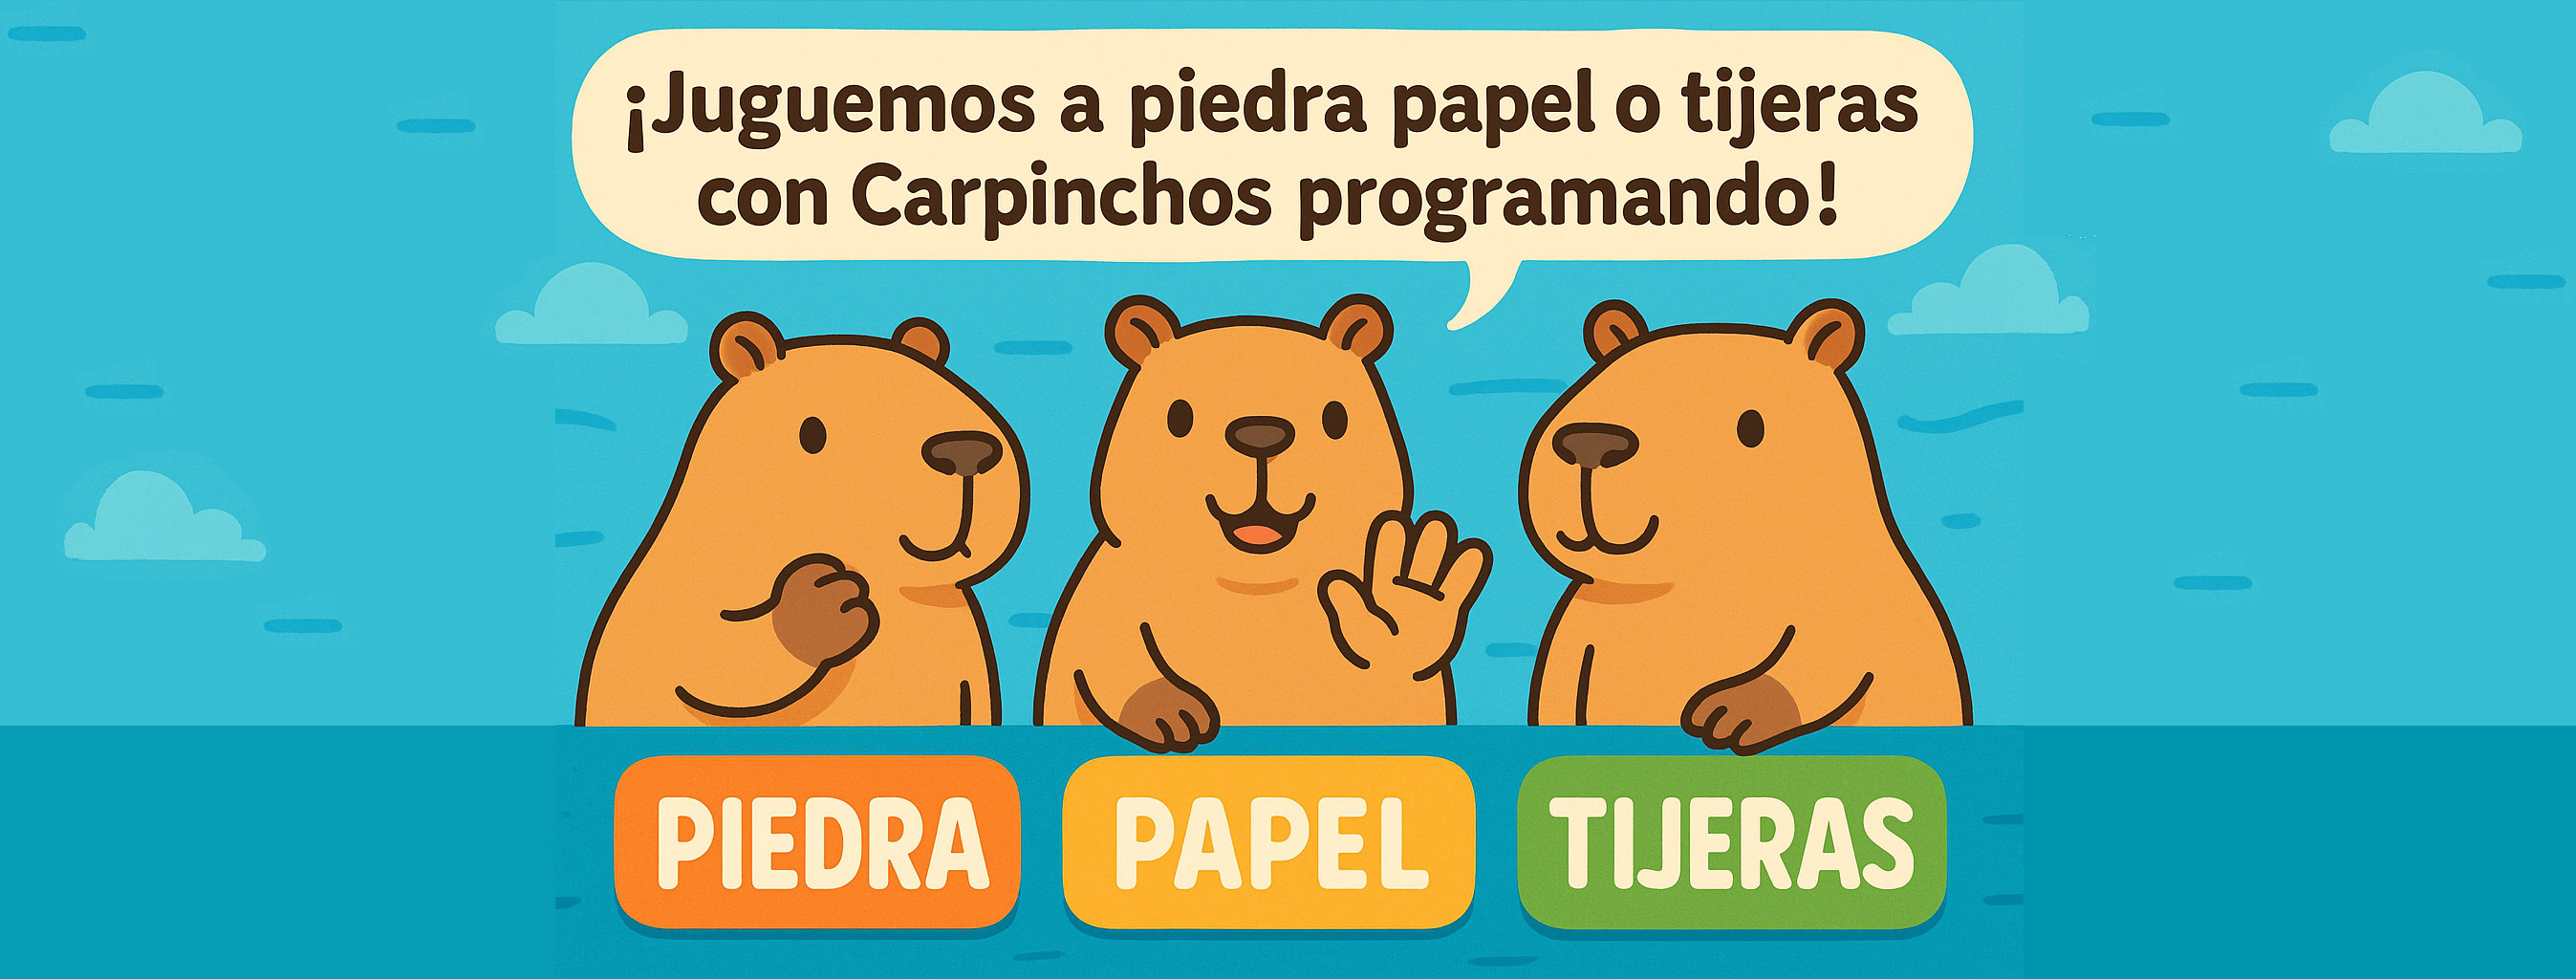 ¡Juguemos a piedra papel o tijeras
con Carpinchos programando!
PIEDRA
PAPEL
TIJERAS